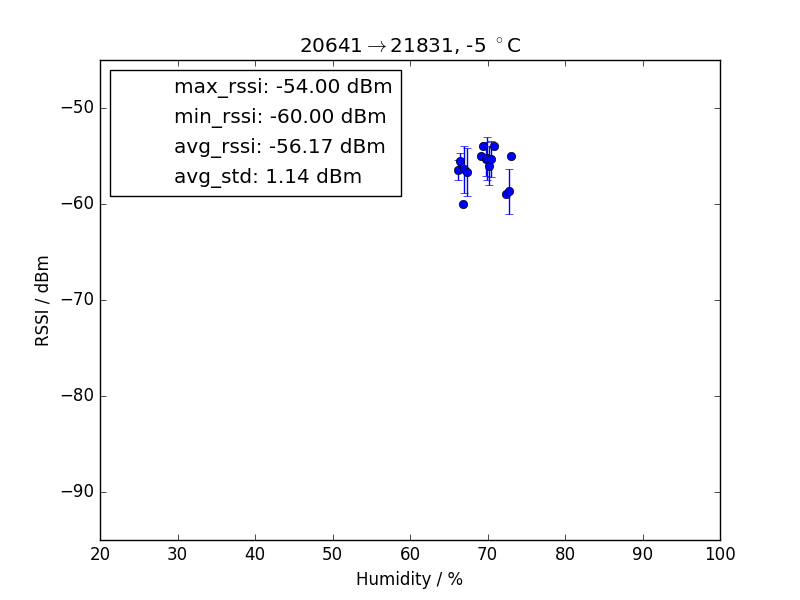 20641→21831, -5 °C
max_rssi: -54.00 dBm
min_rssi: -60.00 dBm
avg_rssi: -56.17 dBm
avg_std: 1.14 dBm
−50
−60
−70
−80
−90
RSSI / dBm
20 30 40 50 60 70 80 90 100
Humidity / %